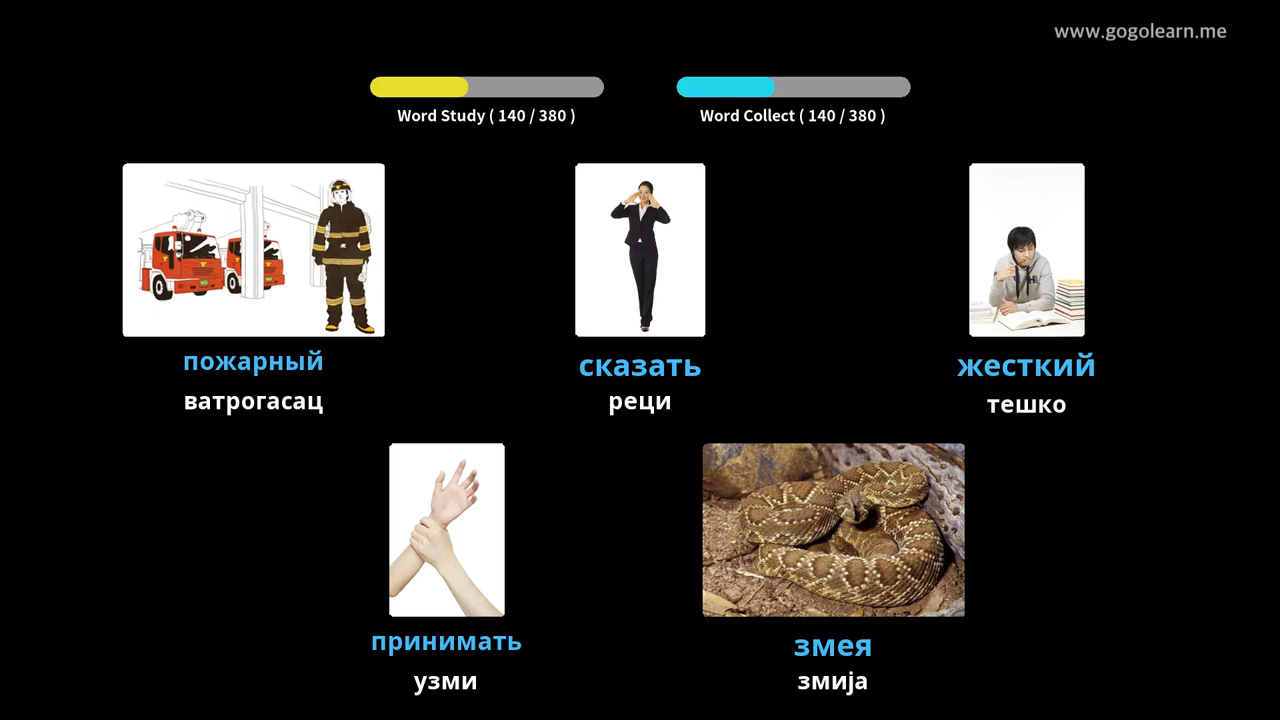 www.gogolearn.me
Word Study ( 140 / 380 )
Word Collect ( 140 / 380 )
пожарный
ватрогасац
сказать
реци
жесткий
тешко
принимать
узми
змея
змија